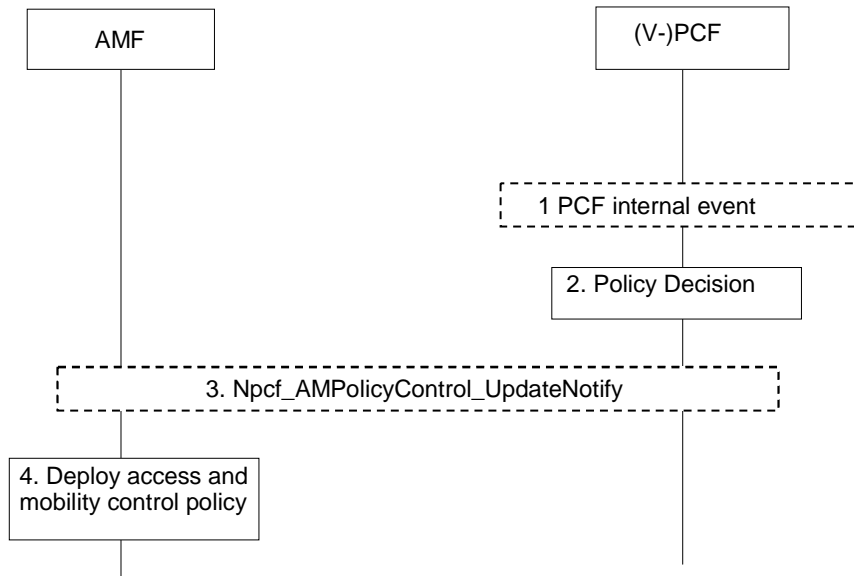 AMF
(V-)PCF
1 PCF internal event
2. Policy Decision
3. Npcf_AMPolicyControl_UpdateNotify
4. Deploy access and
mobility control policy